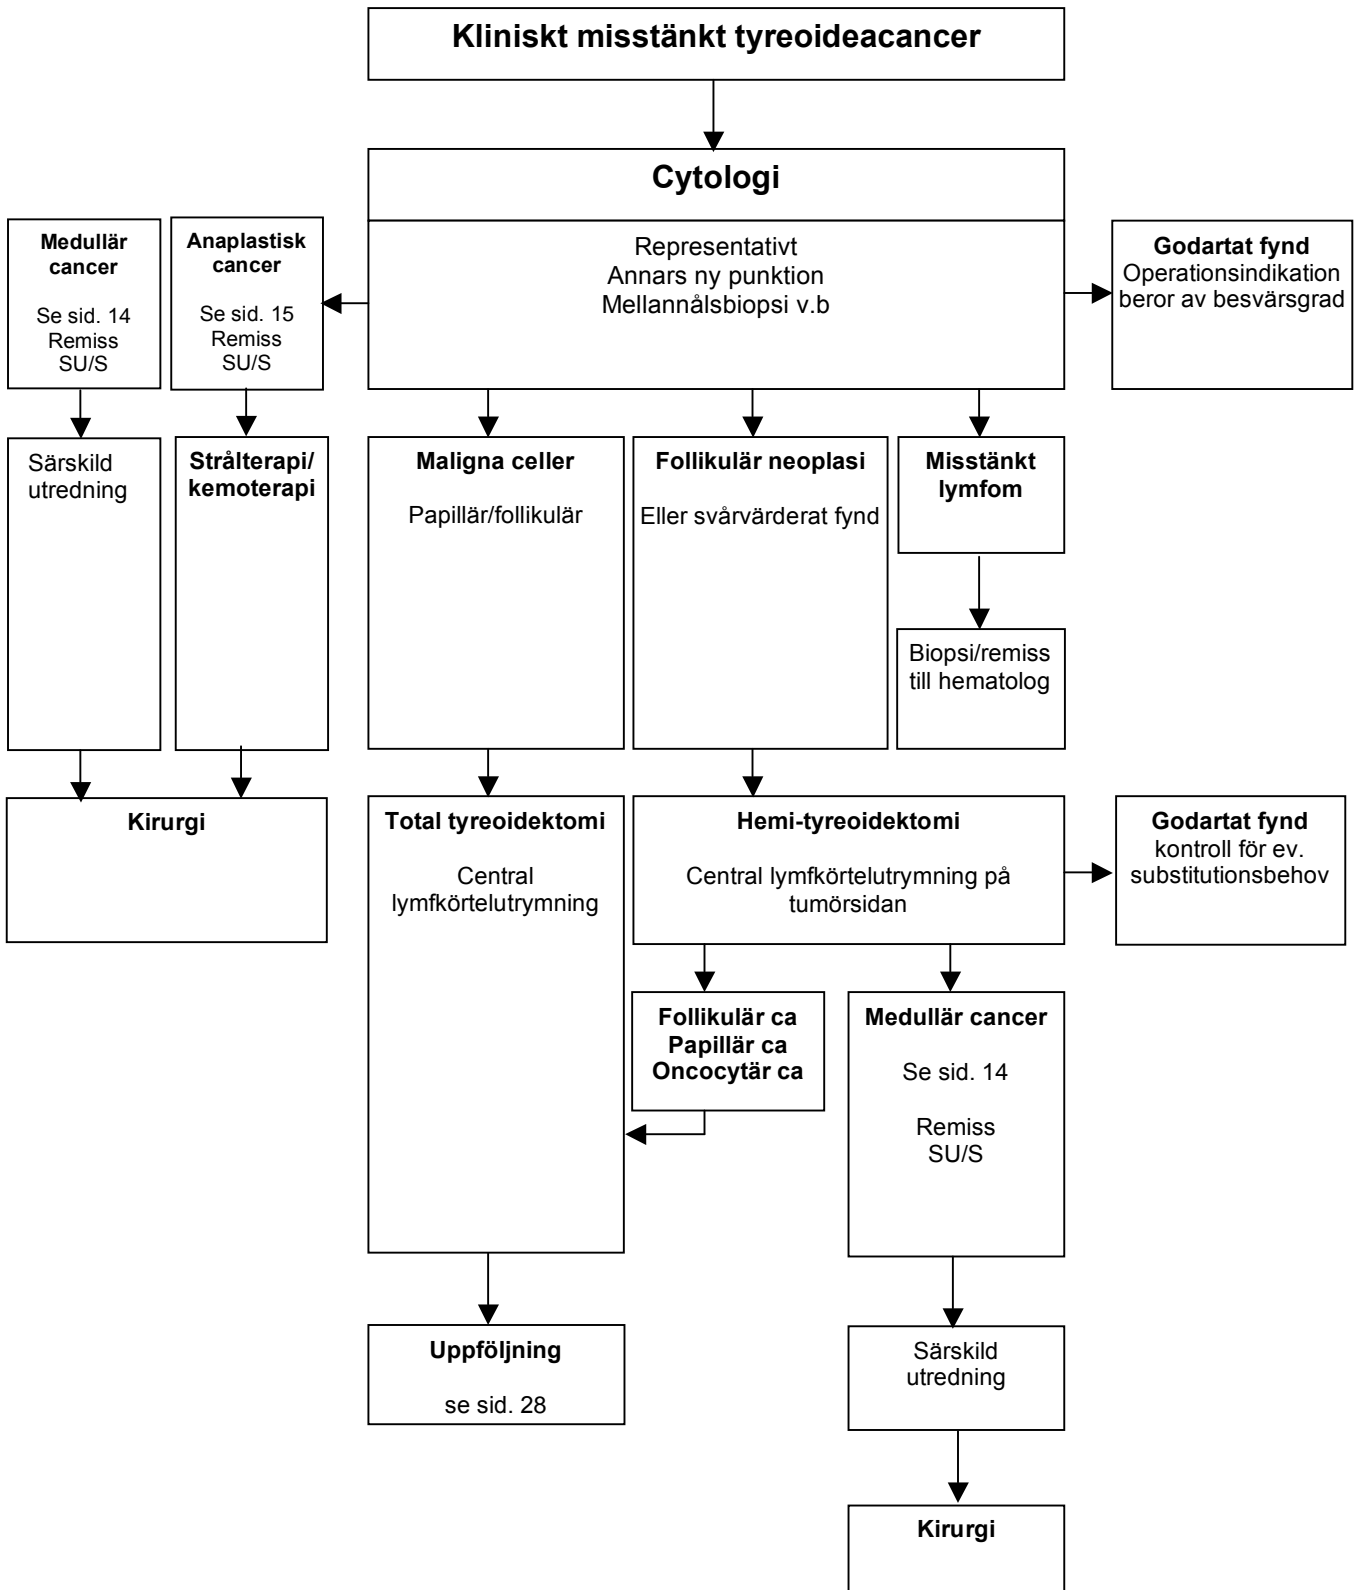 Kliniskt misstänkt tyreoideacancer
Cytologi
Representativt
Annars ny punktion
Mellannålsbiopsi v.b
Medullär
cancer
Se sid. 14
Remiss
SU/S
Anaplastisk
cancer
Se sid. 15
Remiss
SU/S
Godartat fynd
Operationsindikation
beror av besvärsgrad
Särskild
utredning
Strålterapi/
kemoterapi
Maligna celler
Papillär/follikulär
Follikulär neoplasi
Eller svårvärderat fynd
Misstänkt
lymfom
Biopsi/remiss
till hematolog
Kirurgi
Total tyreoidektomi
Central
lymfkörtelutrymning
Hemi-tyreoidektomi
Central lymfkörtelutrymning på
tumörsidan
Godartat fynd
kontroll för ev.
substitutionsbehov
Follikulär ca
Papillär ca
Oncocytär ca
Medullär cancer
Se sid. 14
Remiss
SU/S
Uppföljning
se sid. 28
Särskild
utredning
Kirurgi